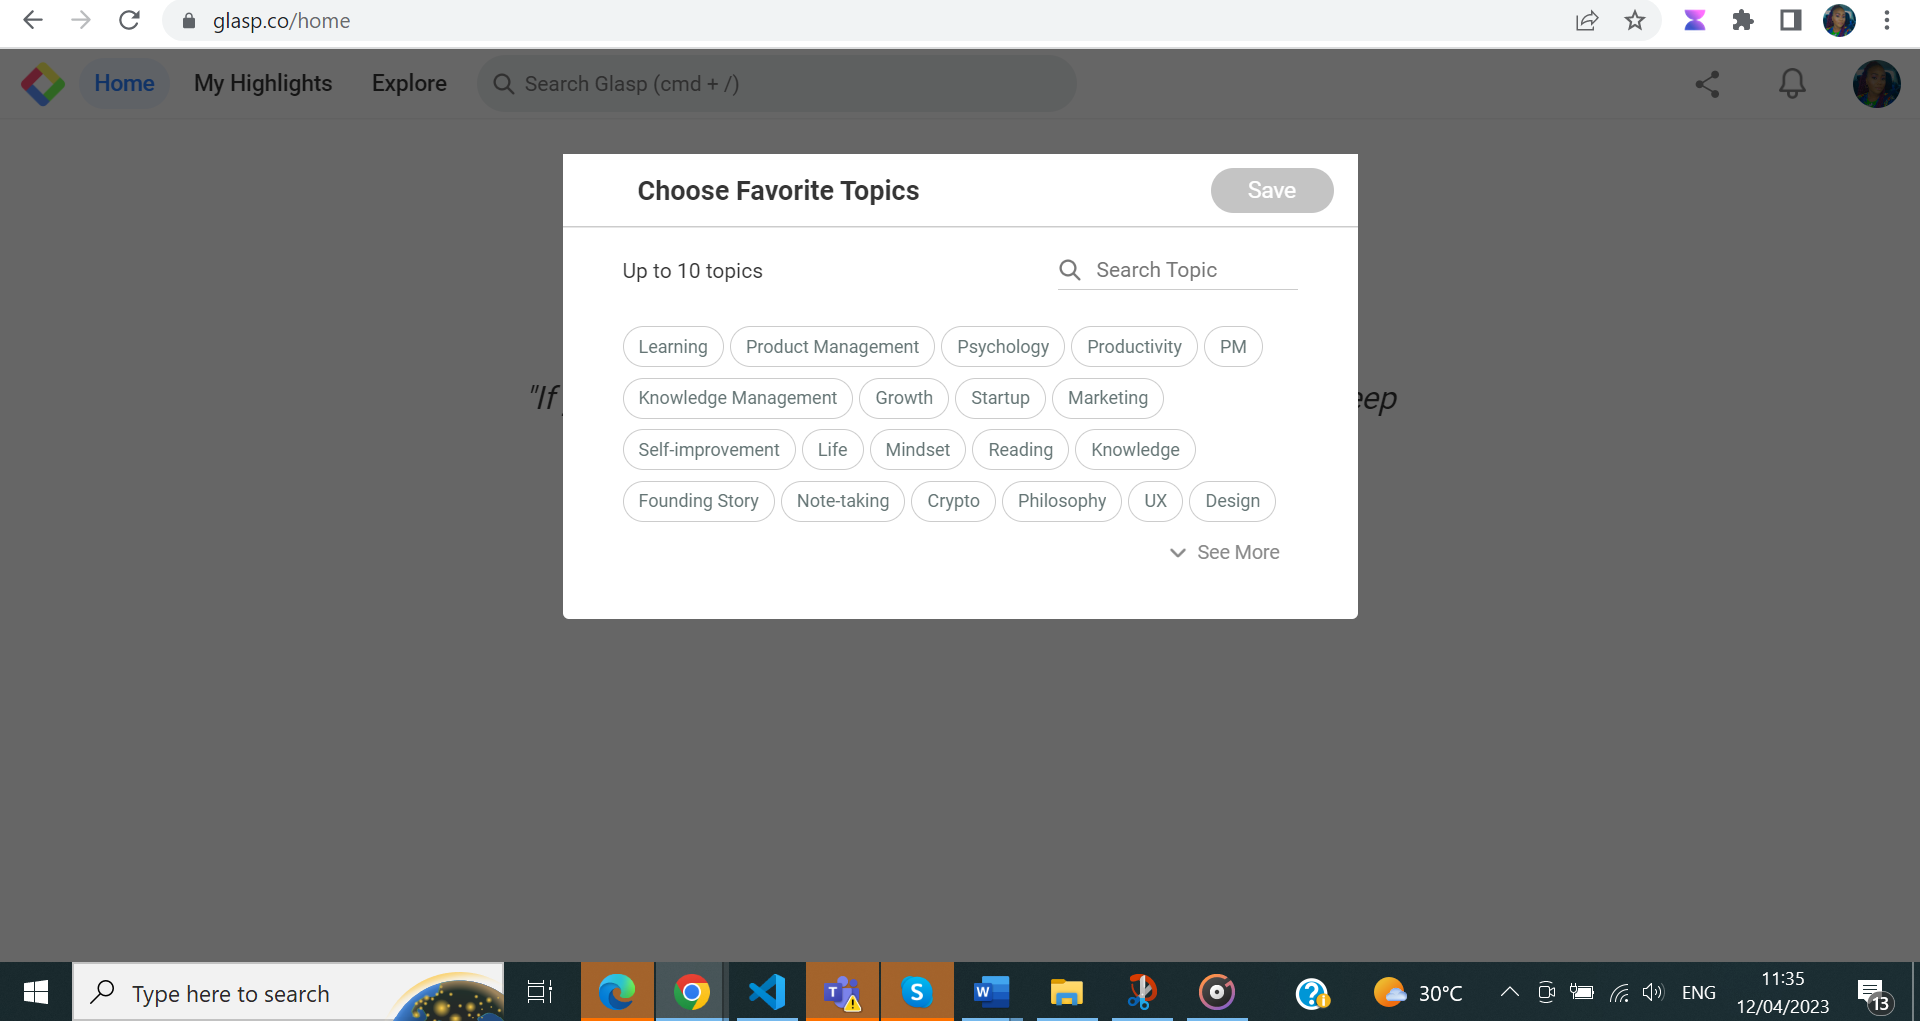 glasp.co/home
Home My Highlights Explore Search Glasp (cmd + /)
Choose Favorite Topics Save
Up to 10 topics Search Topic
Learning Product Management Psychology Productivity PM
Knowledge Management Growth Startup Marketing
"If eep
Self-improvement Life Mindset Reading Knowledge
Founding Story Note-taking Crypto Philosophy UX Design
See More
Type here to search 30°C ENG 11:35
12/04/2023 13